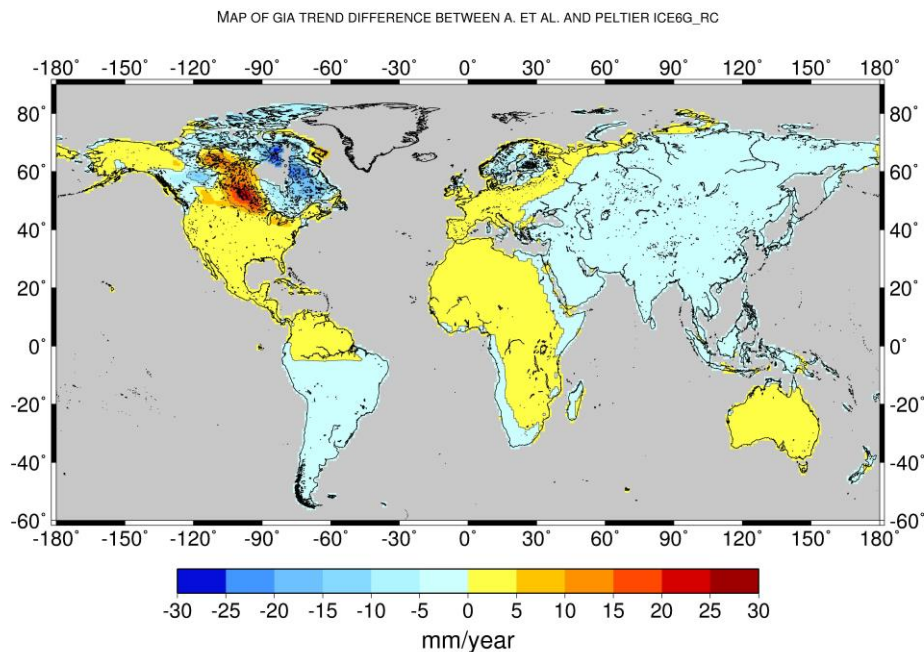 MAP OF GIA TREND DIFFERENCE BETWEEN A. ET AL. AND PELTIER ICE6G_RC
-180° -150° -120° -90° -60° -30° 0° 30° 60° 90° 120° 150° 180°
80° 80°
60° 60°
40° 40°
20° 20°
0° 0°
-20° -20°
-40° -40°
-60° -60°
-180° -150° -120° -90° -60° -30° 0° 30° 60° 90° 120° 150° 180°
-30 -25 -20 -15 -10 -5 0 5 10 15 20 25 30
mm/year